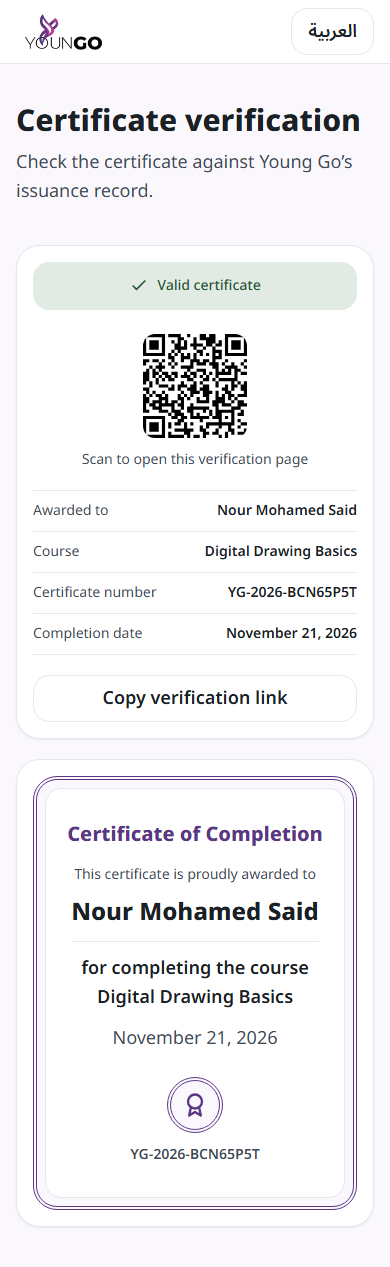 YOUNGO
العربية
Certificate verification
Check the certificate against Young Go’s
issuance record.
Valid certificate
Scan to open this verification page
Awarded to Nour Mohamed Said
Course Digital Drawing Basics
Certificate number YG-2026-BCN65P5T
Completion date November 21, 2026
Copy verification link
Certificate of Completion
This certificate is proudly awarded to
Nour Mohamed Said
for completing the course
Digital Drawing Basics
November 21, 2026
YG-2026-BCN65P5T